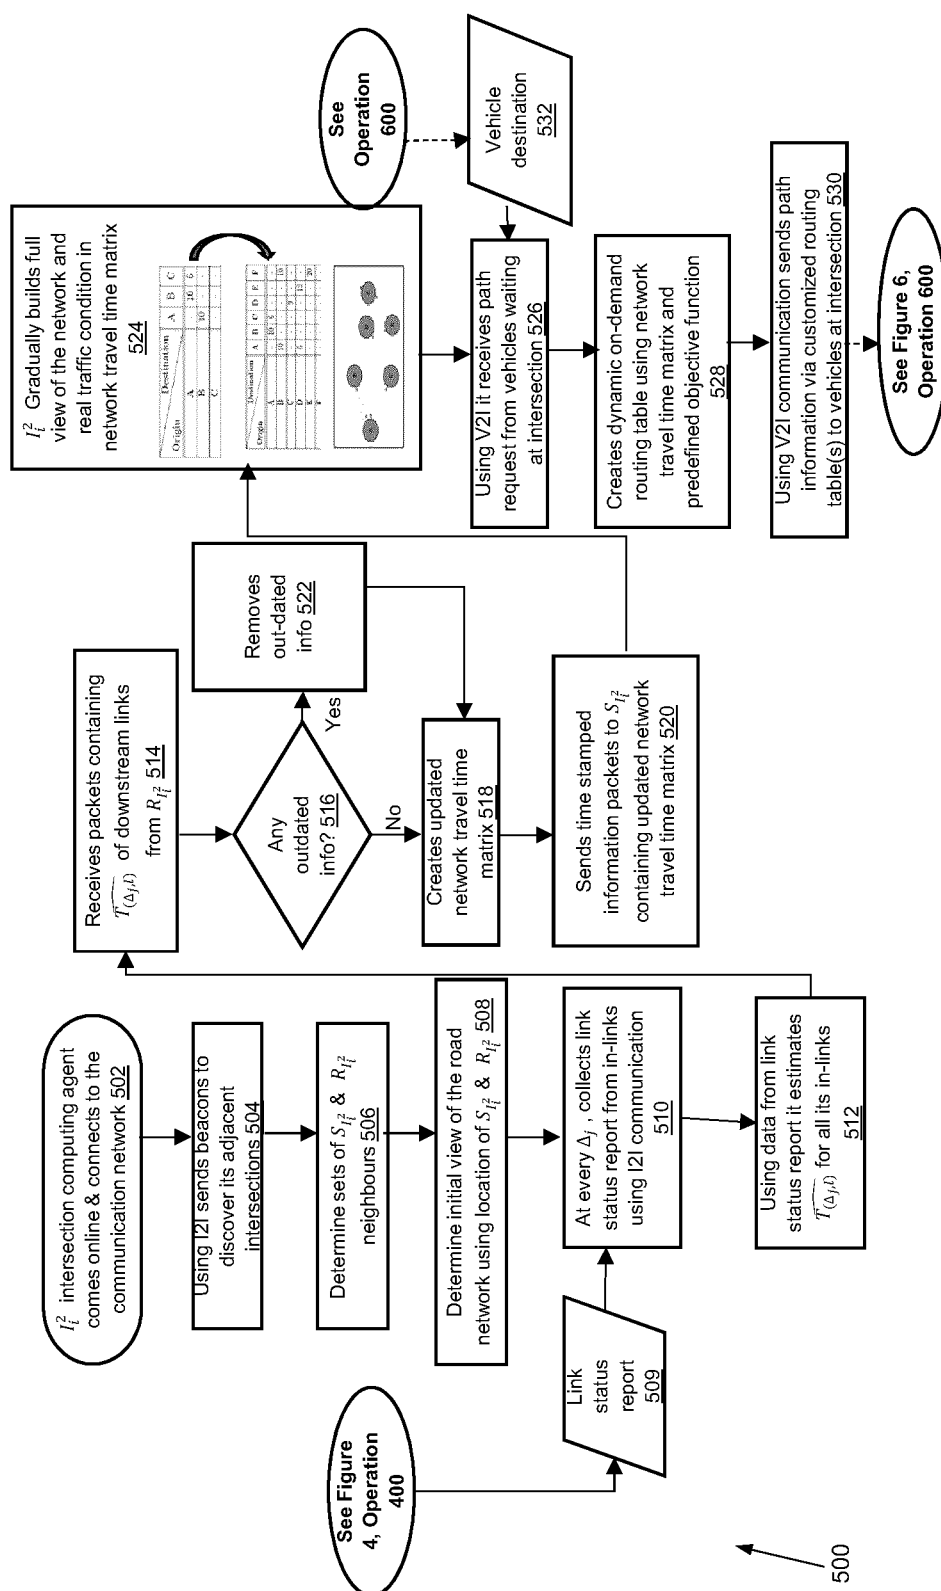 $I_i^2$ intersection computing agent
comes online & connects to the
communication network 502
Using I2I sends beacons to
discover its adjacent
intersections 504
Determine sets of $S_{I_i^2}$ & $R_{I_i^2}$
neighbours 506
Determine initial view of the road
network using location of $S_{I_i^2}$ & $R_{I_i^2}$ 508
See Figure
4, Operation
400
Link
status
report
509
At every $\Delta_j$ , collects link
status report from in-links
using I2I communication
510
Using data from link
status report it estimates
$\widehat{T_{(\Delta_j,l)}}$ for all its in-links
512
Receives packets containing
$\widehat{T_{(\Delta_j,l)}}$ of downstream links
from $R_{I_i^2}$ 514
Any
outdated
info? 516
Yes
No
Removes
out-dated
info 522
Creates updated
network travel time
matrix 518
Sends time stamped
information packets to $S_{I_i^2}$
containing updated network
travel time matrix 520
$I_i^2$ Gradually builds full
view of the network and
real traffic condition in
network travel time matrix
524
Destination
Origin
A B C
A - 10 6
B 10 - -
C
Destination
Origin
A B C D E F
A
B
C
D
E
F
See
Operation
600
Vehicle
destination
532
Using V2I it receives path
request from vehicles waiting
at intersection 526
Creates dynamic on-demand
routing table using network
travel time matrix and
predefined objective function
528
Using V2I communication sends path
information via customized routing
table(s) to vehicles at intersection 530
See Figure 6,
Operation 600
500